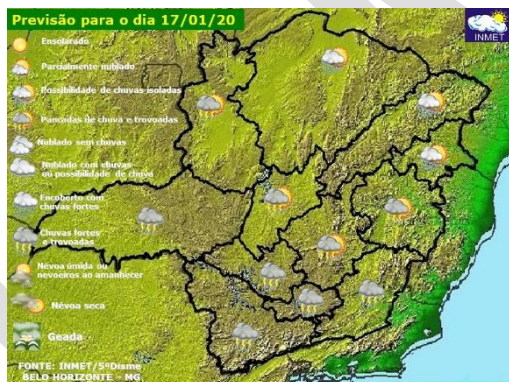 Previsão para o dia 17/01/20
INMET
Ensolarado
Parcialmente nublado
Possibilidade de chuvas isoladas
Pancadas de chuva e trovoadas
Nublado sem chuvas
Nublado com chuvas
ou possibilidade de chuva
Encoberto com
chuvas fortes
Chuvas fortes
e trovoadas
Névoa úmida ou
nevoeiros ao amanhecer
Névoa seca
Geada
FONTE: INMET/5ºDisme
BELO HORIZONTE - MG